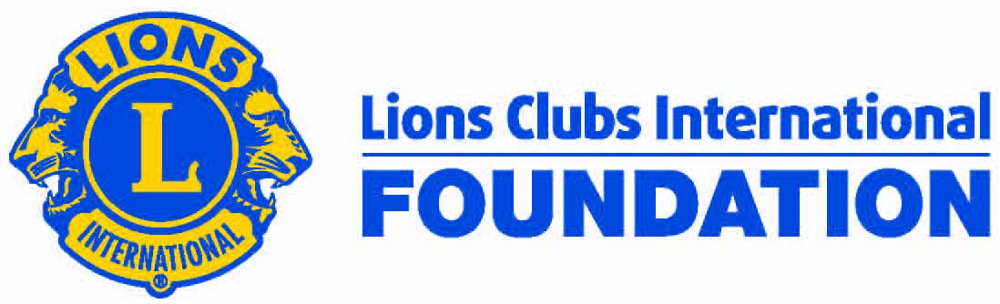 LIONS
L
INTERNATIONAL
®
Lions Clubs International
FOUNDATION